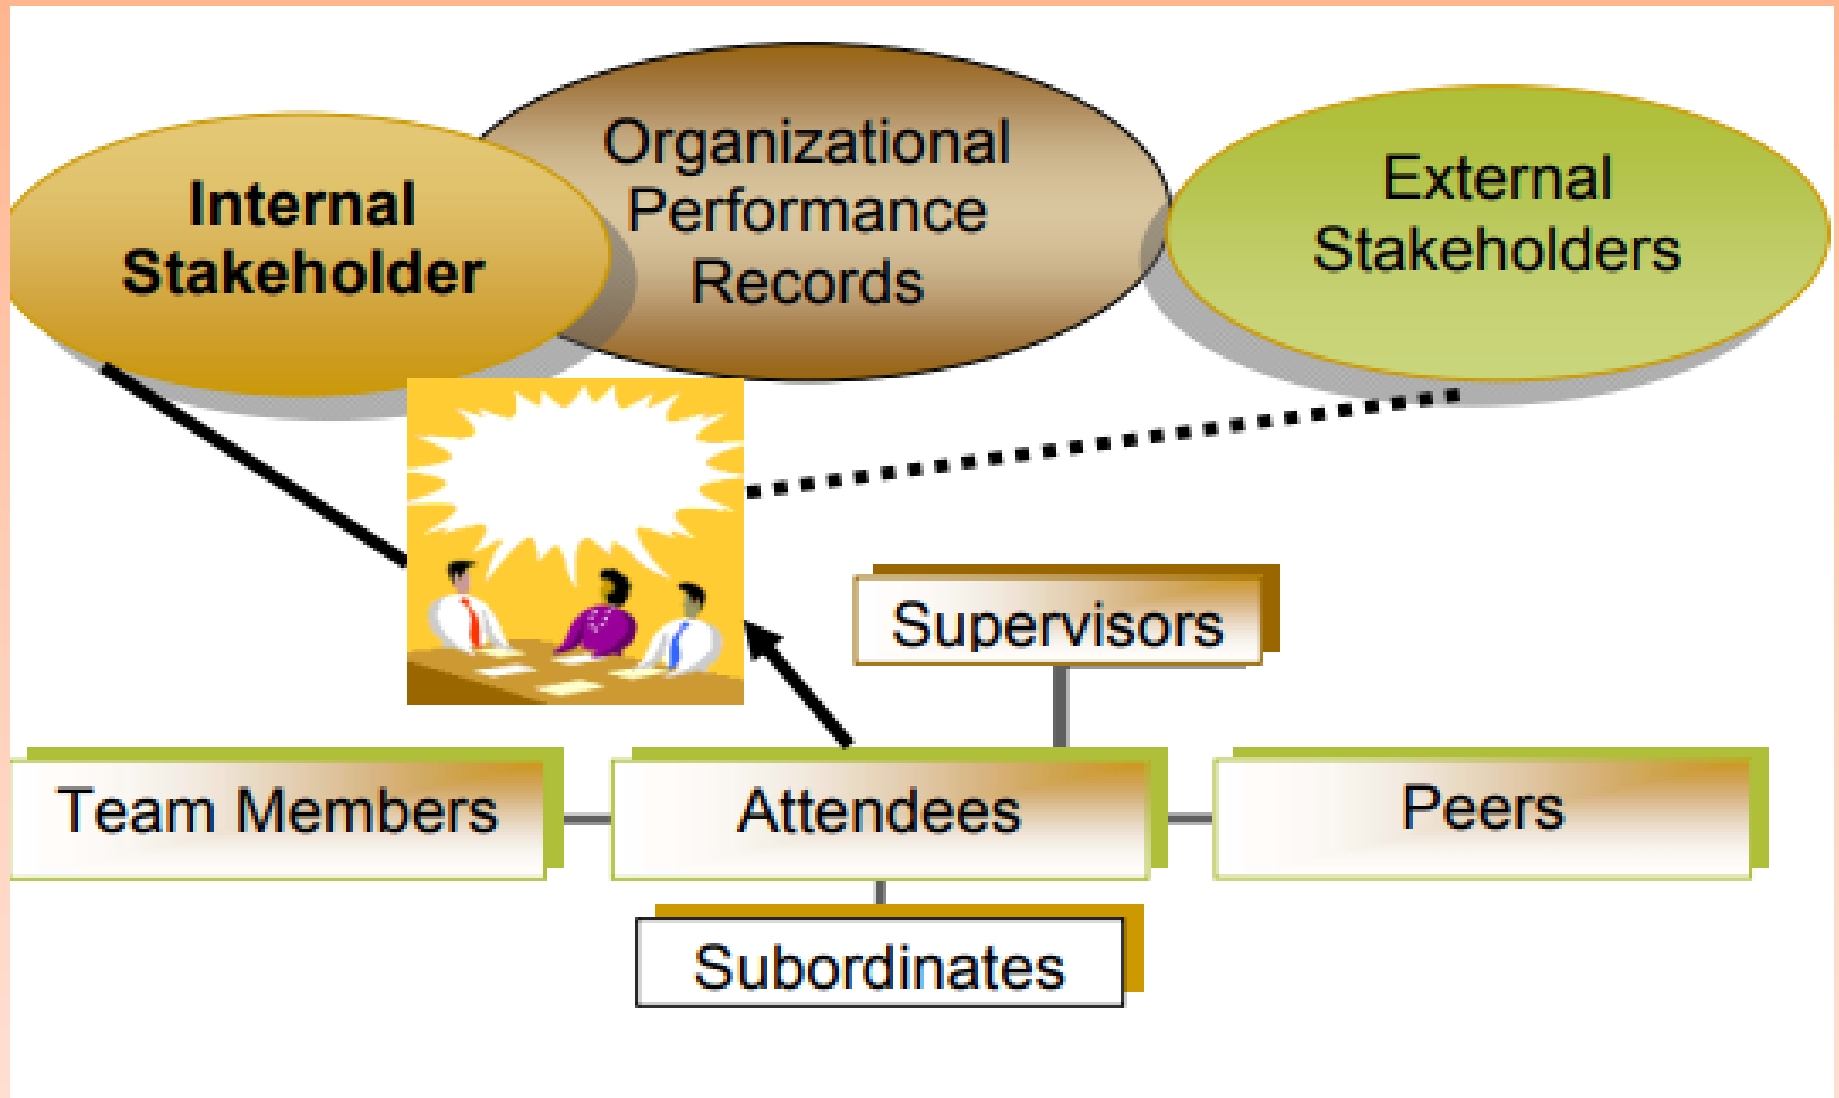 Internal
Stakeholder
Organizational
Performance
Records
External
Stakeholders
Supervisors
Team Members
Attendees
Peers
Subordinates